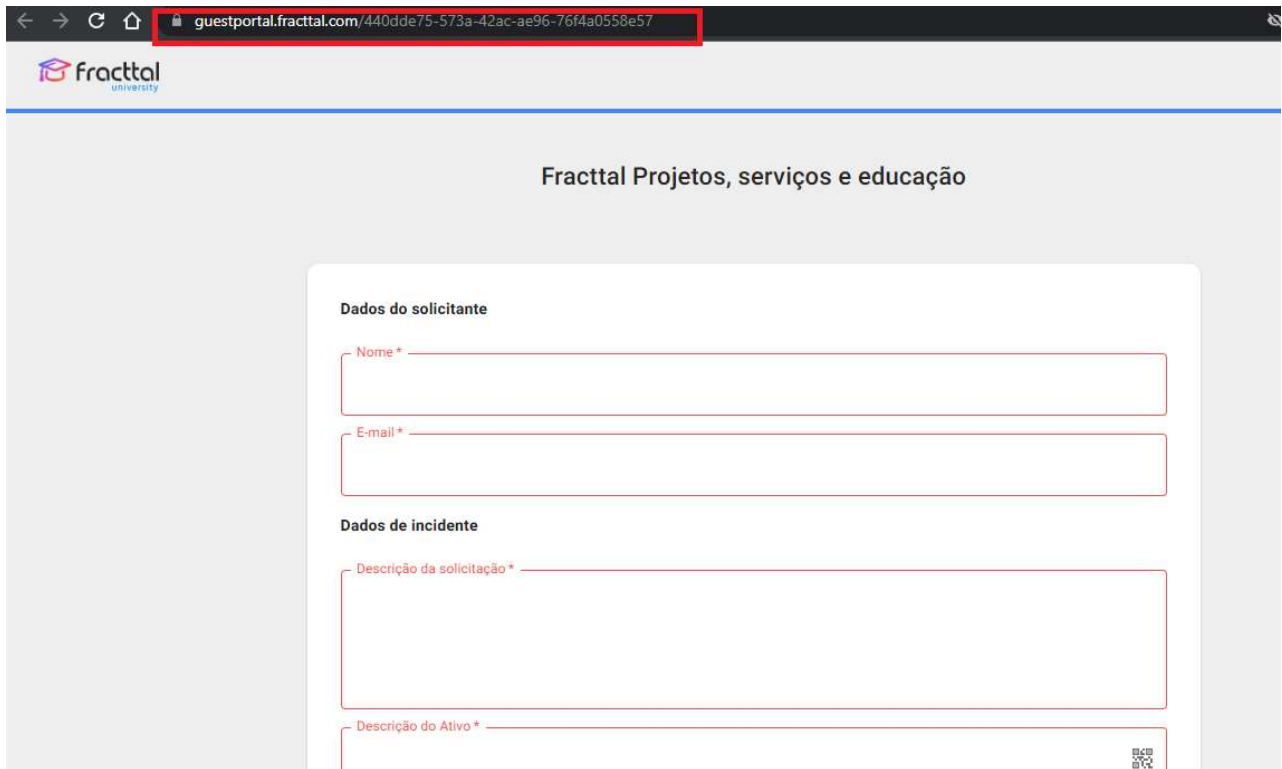 guestportal.fracttal.com/440dde75-573a-42ac-ae96-76f4a0558e57
fracttal
university
Fracttal Projetos, serviços e educação
Dados do solicitante
Nome *
E-mail *
Dados de incidente
Descrição da solicitação *
Descrição do Ativo *